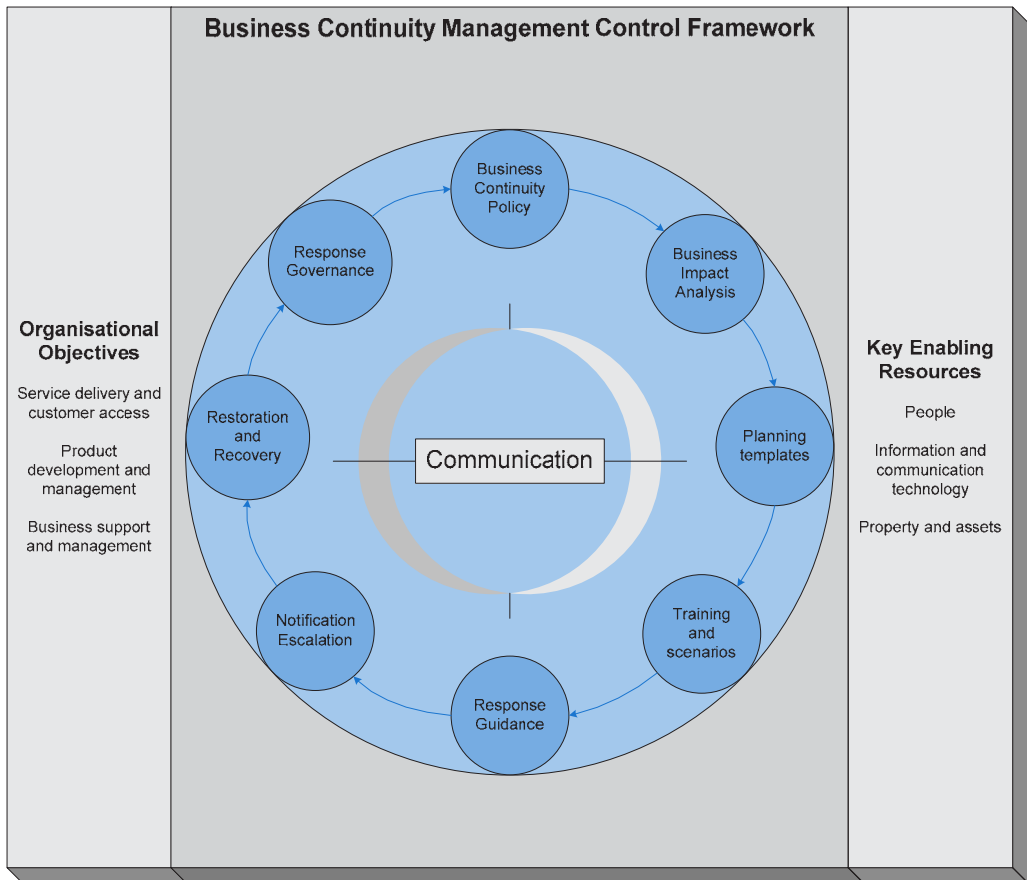 Business Continuity Management Control Framework
Organisational
Objectives
Service delivery and
customer access
Product
development and
management
Business support
and management
Business
Continuity
Policy
Business
Impact
Analysis
Planning
templates
Training
and
scenarios
Response
Guidance
Notification
Escalation
Restoration
and
Recovery
Response
Governance
Communication
Key Enabling
Resources
People
Information and
communication
technology
Property and assets